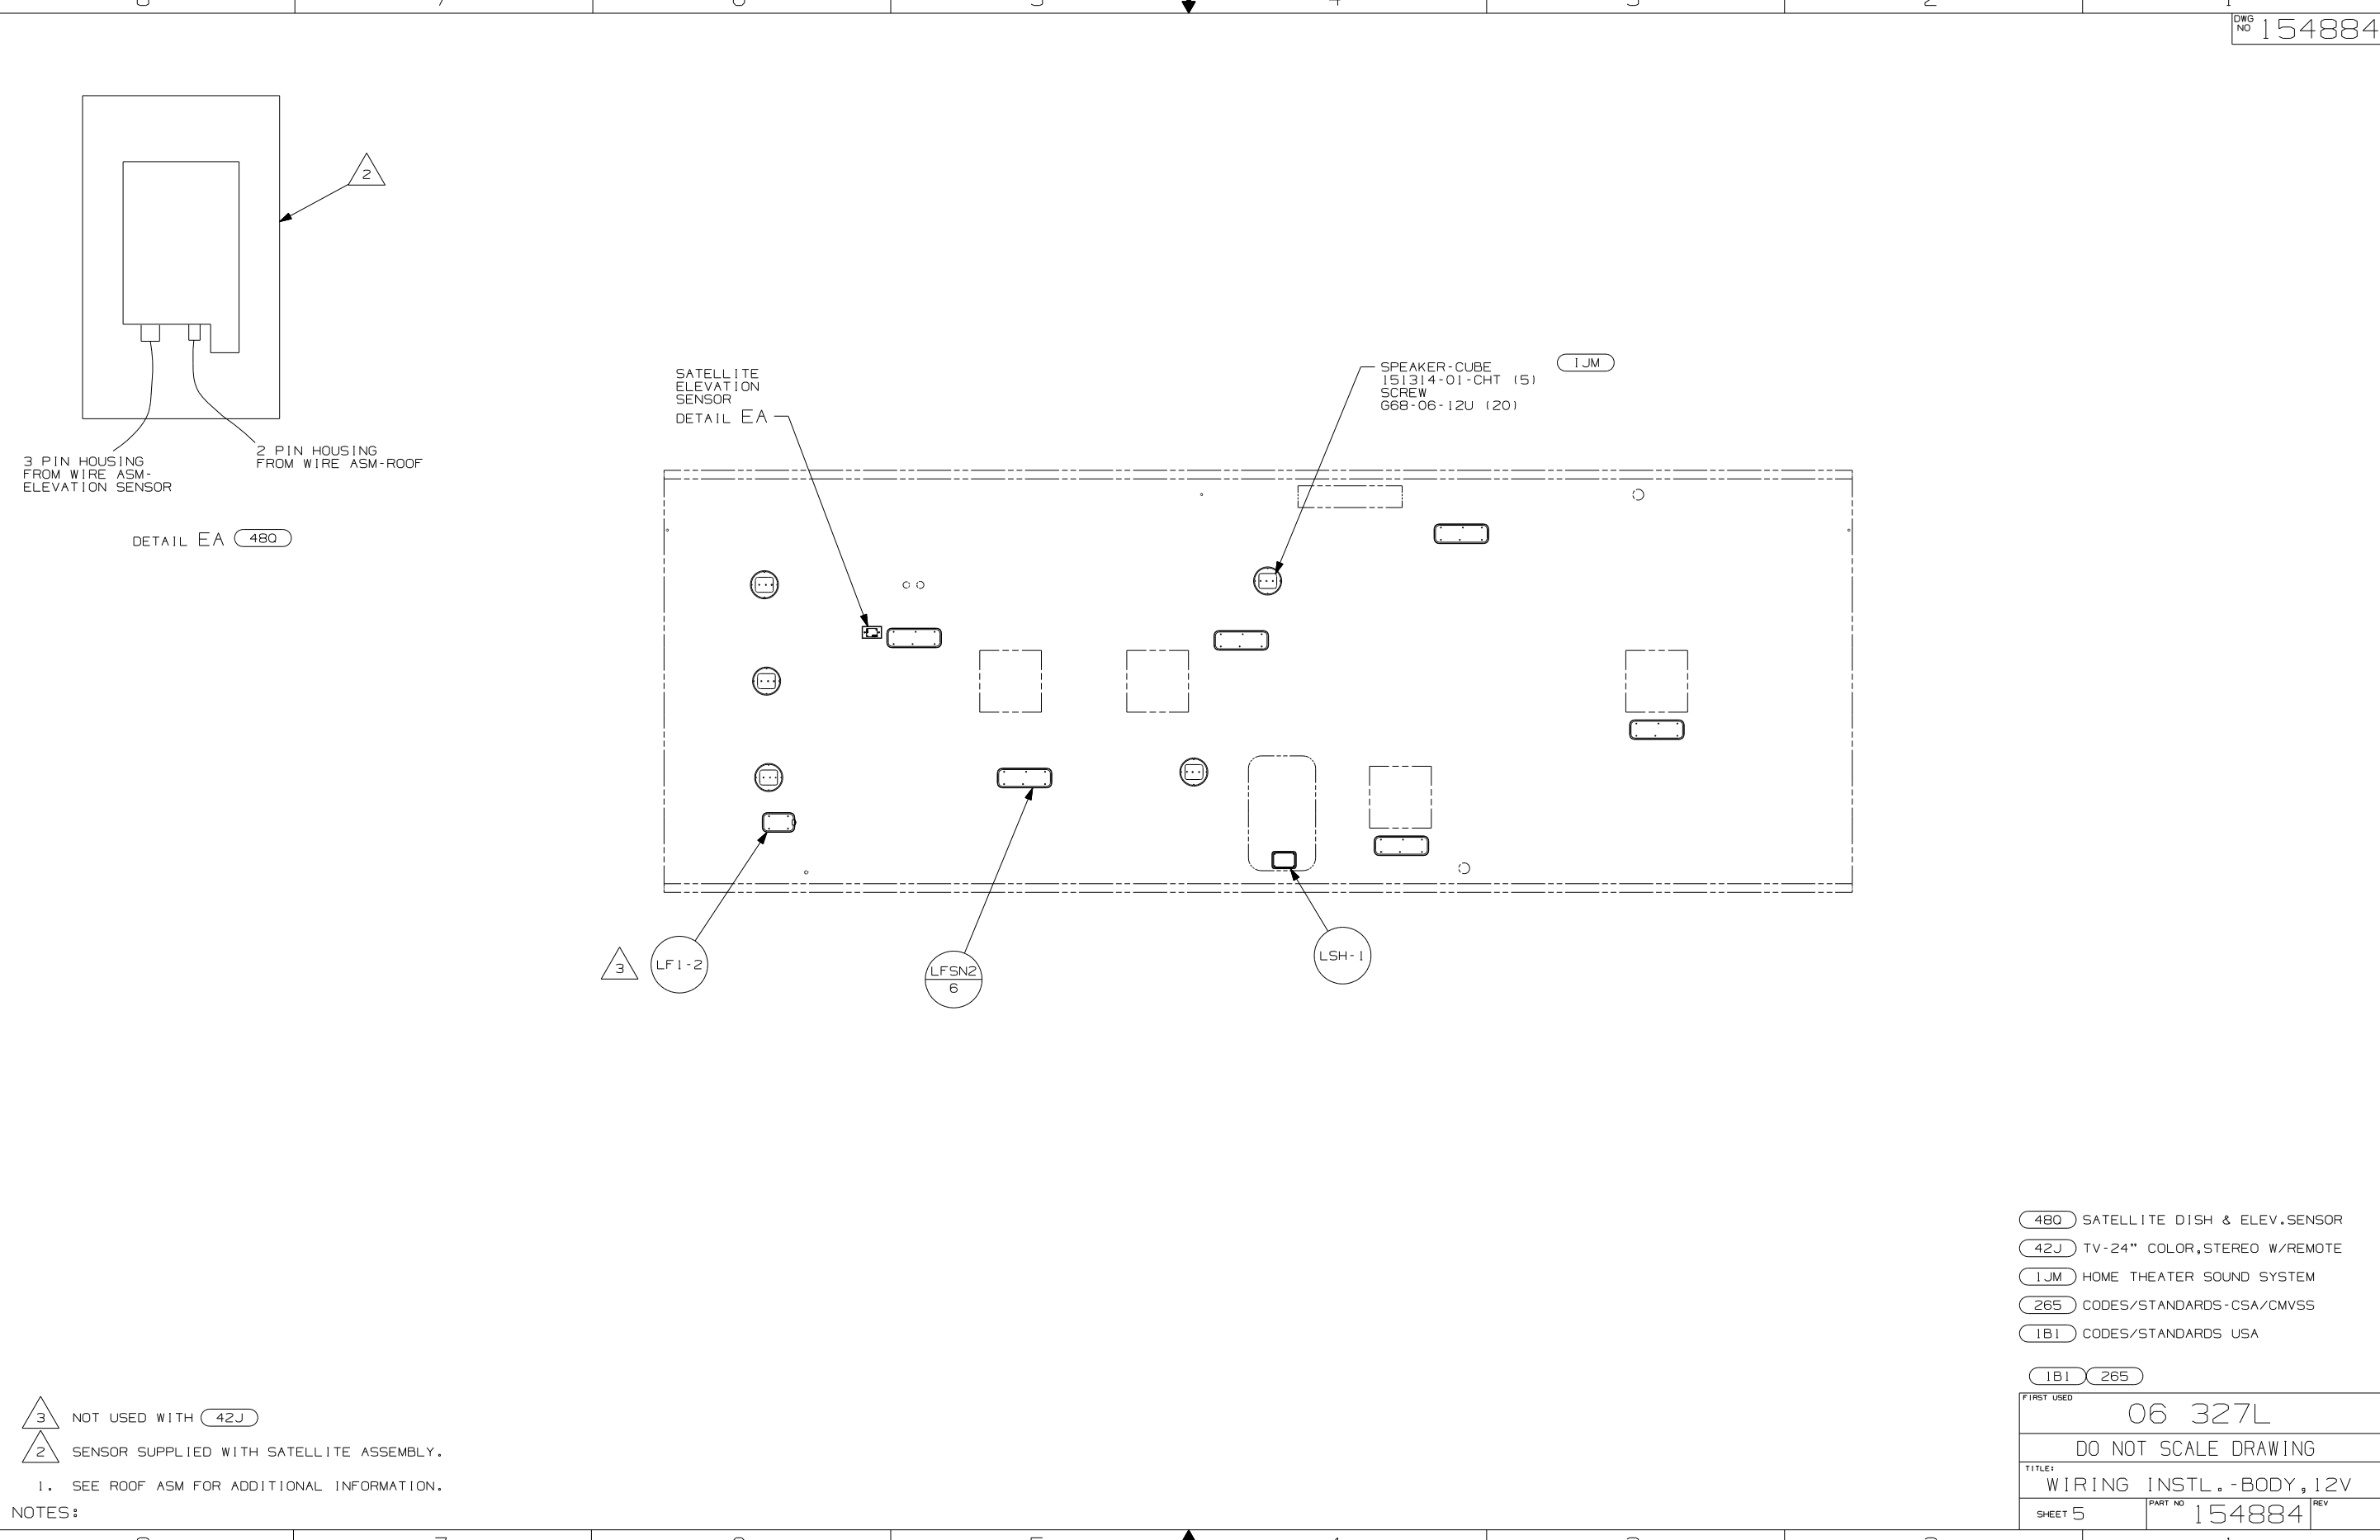 DWG
NO 154884
2
3 PIN HOUSING
FROM WIRE ASM-
ELEVATION SENSOR
2 PIN HOUSING
FROM WIRE ASM-ROOF
DETAIL EA 48Q
SATELLITE
ELEVATION
SENSOR
DETAIL EA
SPEAKER-CUBE
151314-01-CHT (5)
SCREW
G68-06-12U (20)
1JM
3
LF1-2
LFSN2
6
LSH-1
48Q SATELLITE DISH & ELEV.SENSOR
42J TV-24" COLOR,STEREO W/REMOTE
1JM HOME THEATER SOUND SYSTEM
265 CODES/STANDARDS-CSA/CMVSS
1B1 CODES/STANDARDS USA
1B1 265
FIRST USED
06 327L
DO NOT SCALE DRAWING
TITLE:
WIRING INSTL.-BODY,12V
SHEET 5
PART NO 154884
REV
3 NOT USED WITH 42J
2 SENSOR SUPPLIED WITH SATELLITE ASSEMBLY.
1. SEE ROOF ASM FOR ADDITIONAL INFORMATION.
NOTES: